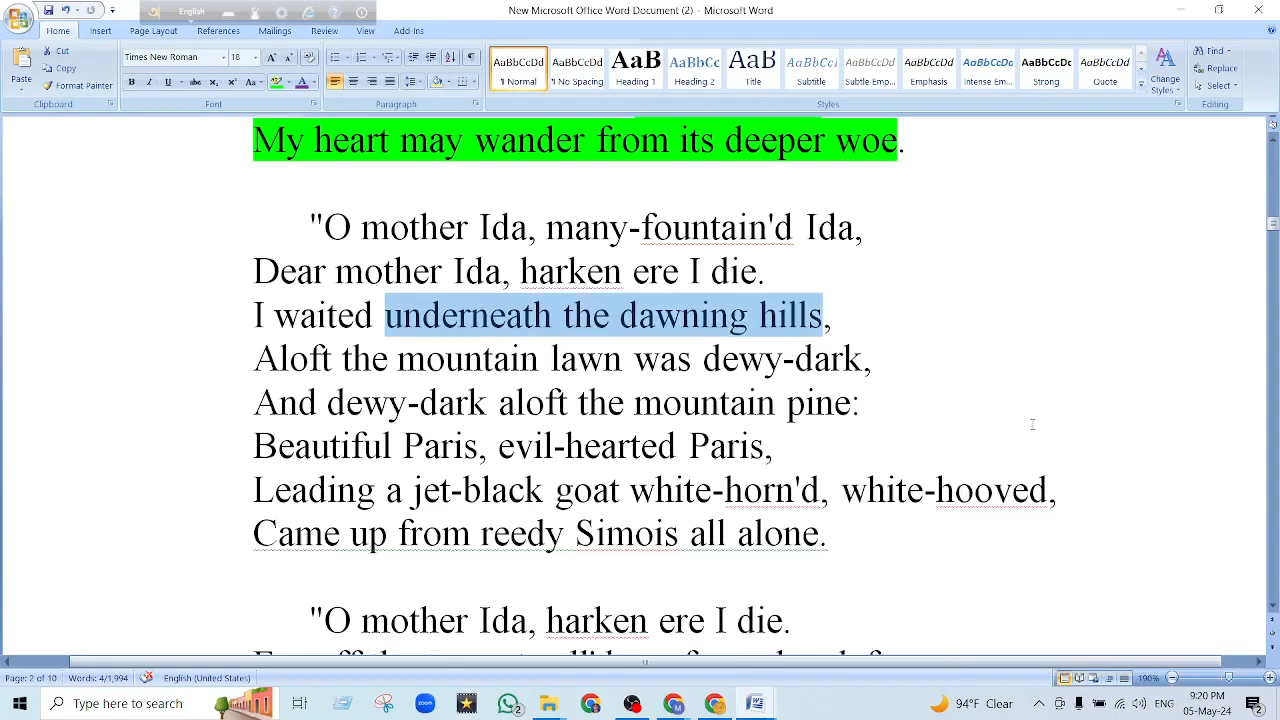 New Microsoft Office Word Document (2) - Microsoft Word
English
Home Insert Page Layout References Mailings Review View Add-Ins
Paste
Cut
Copy
Format Painter
Clipboard
Times New Roman 18
B I U
Font
Paragraph
AaBbCcDd AaBbCcDd AaB AaBbCc AaB AaBbCcL AaBbCcDd AaBbCcDd AaBbCcDd AaBbCcDd AaBbCcDd
¶ Normal ¶ No Spacing Heading 1 Heading 2 Title Subtitle Subtle Emp... Emphasis Intense Em... Strong Quote
Change Styles
Styles
Find
Replace
Select
Editing
My heart may wander from its deeper woe.
"O mother Ida, many-fountain'd Ida,
Dear mother Ida, harken ere I die.
I waited underneath the dawning hills,
Aloft the mountain lawn was dewy-dark,
And dewy-dark aloft the mountain pine:
Beautiful Paris, evil-hearted Paris,
Leading a jet-black goat white-horn'd, white-hooved,
Came up from reedy Simois all alone.
"O mother Ida, harken ere I die.
Page: 2 of 10 Words: 4/1,994 English (United States) 190%
Type here to search
zoom
94°F Clear
9:20 PM
05-May-24